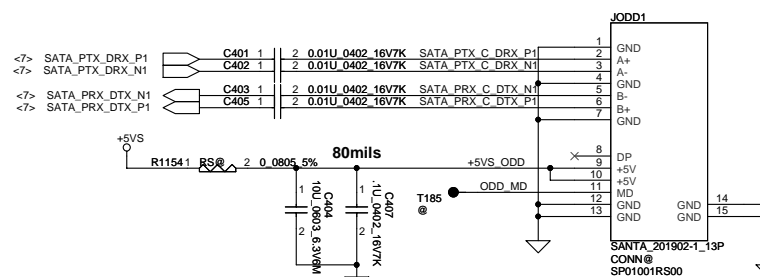 JODD1
<7> SATA_PTX_DRX_P1 C401 1 2 0.01U_0402_16V7K SATA_PTX_C_DRX_P1
<7> SATA_PTX_DRX_N1 C402 1 2 0.01U_0402_16V7K SATA_PTX_C_DRX_N1
<7> SATA_PRX_DTX_N1 C403 1 2 0.01U_0402_16V7K SATA_PRX_C_DTX_N1
<7> SATA_PRX_DTX_P1 C405 1 2 0.01U_0402_16V7K SATA_PRX_C_DTX_P1
1 GND
2 A+
3 A-
4 GND
5 B-
6 B+
7 GND
+5VS
R1154 1 RS@ 2 0_0805_5%
80mils
+5VS_ODD
8 DP
9 +5V
10 +5V
11 MD
12 GND
13 GND
GND 14
GND 15
ODD_MD
T185
@
1
2
C404
10U_0603_6.3V6M
1
2
C407
.1U_0402_16V7K
SANTA_201902-1_13P
CONN@
SP01001RS00